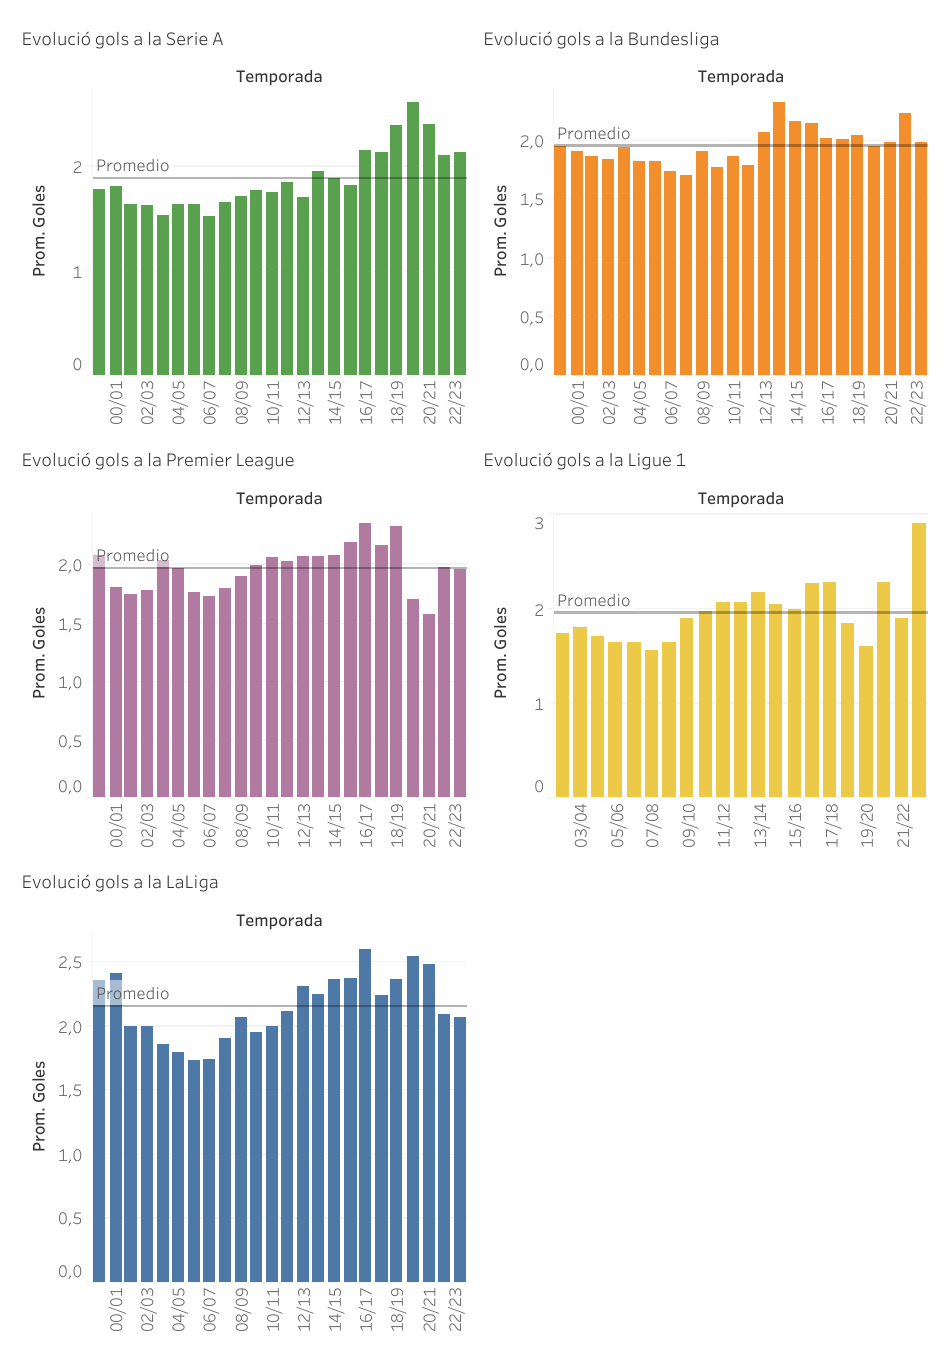 Evolució gols a la Serie A
Temporada
Prom. Goles
2
1
0
Promedio
00/01 02/03 04/05 06/07 08/09 10/11 12/13 14/15 16/17 18/19 20/21 22/23
Evolució gols a la Bundesliga
Temporada
Prom. Goles
2,0
1,5
1,0
0,5
0,0
Promedio
00/01 02/03 04/05 06/07 08/09 10/11 12/13 14/15 16/17 18/19 20/21 22/23
Evolució gols a la Premier League
Temporada
Prom. Goles
2,0
1,5
1,0
0,5
0,0
Promedio
00/01 02/03 04/05 06/07 08/09 10/11 12/13 14/15 16/17 18/19 20/21 22/23
Evolució gols a la Ligue 1
Temporada
Prom. Goles
3
2
1
0
Promedio
03/04 05/06 07/08 09/10 11/12 13/14 15/16 17/18 19/20 21/22
Evolució gols a la LaLiga
Temporada
Prom. Goles
2,5
2,0
1,5
1,0
0,5
0,0
Promedio
00/01 02/03 04/05 06/07 08/09 10/11 12/13 14/15 16/17 18/19 20/21 22/23